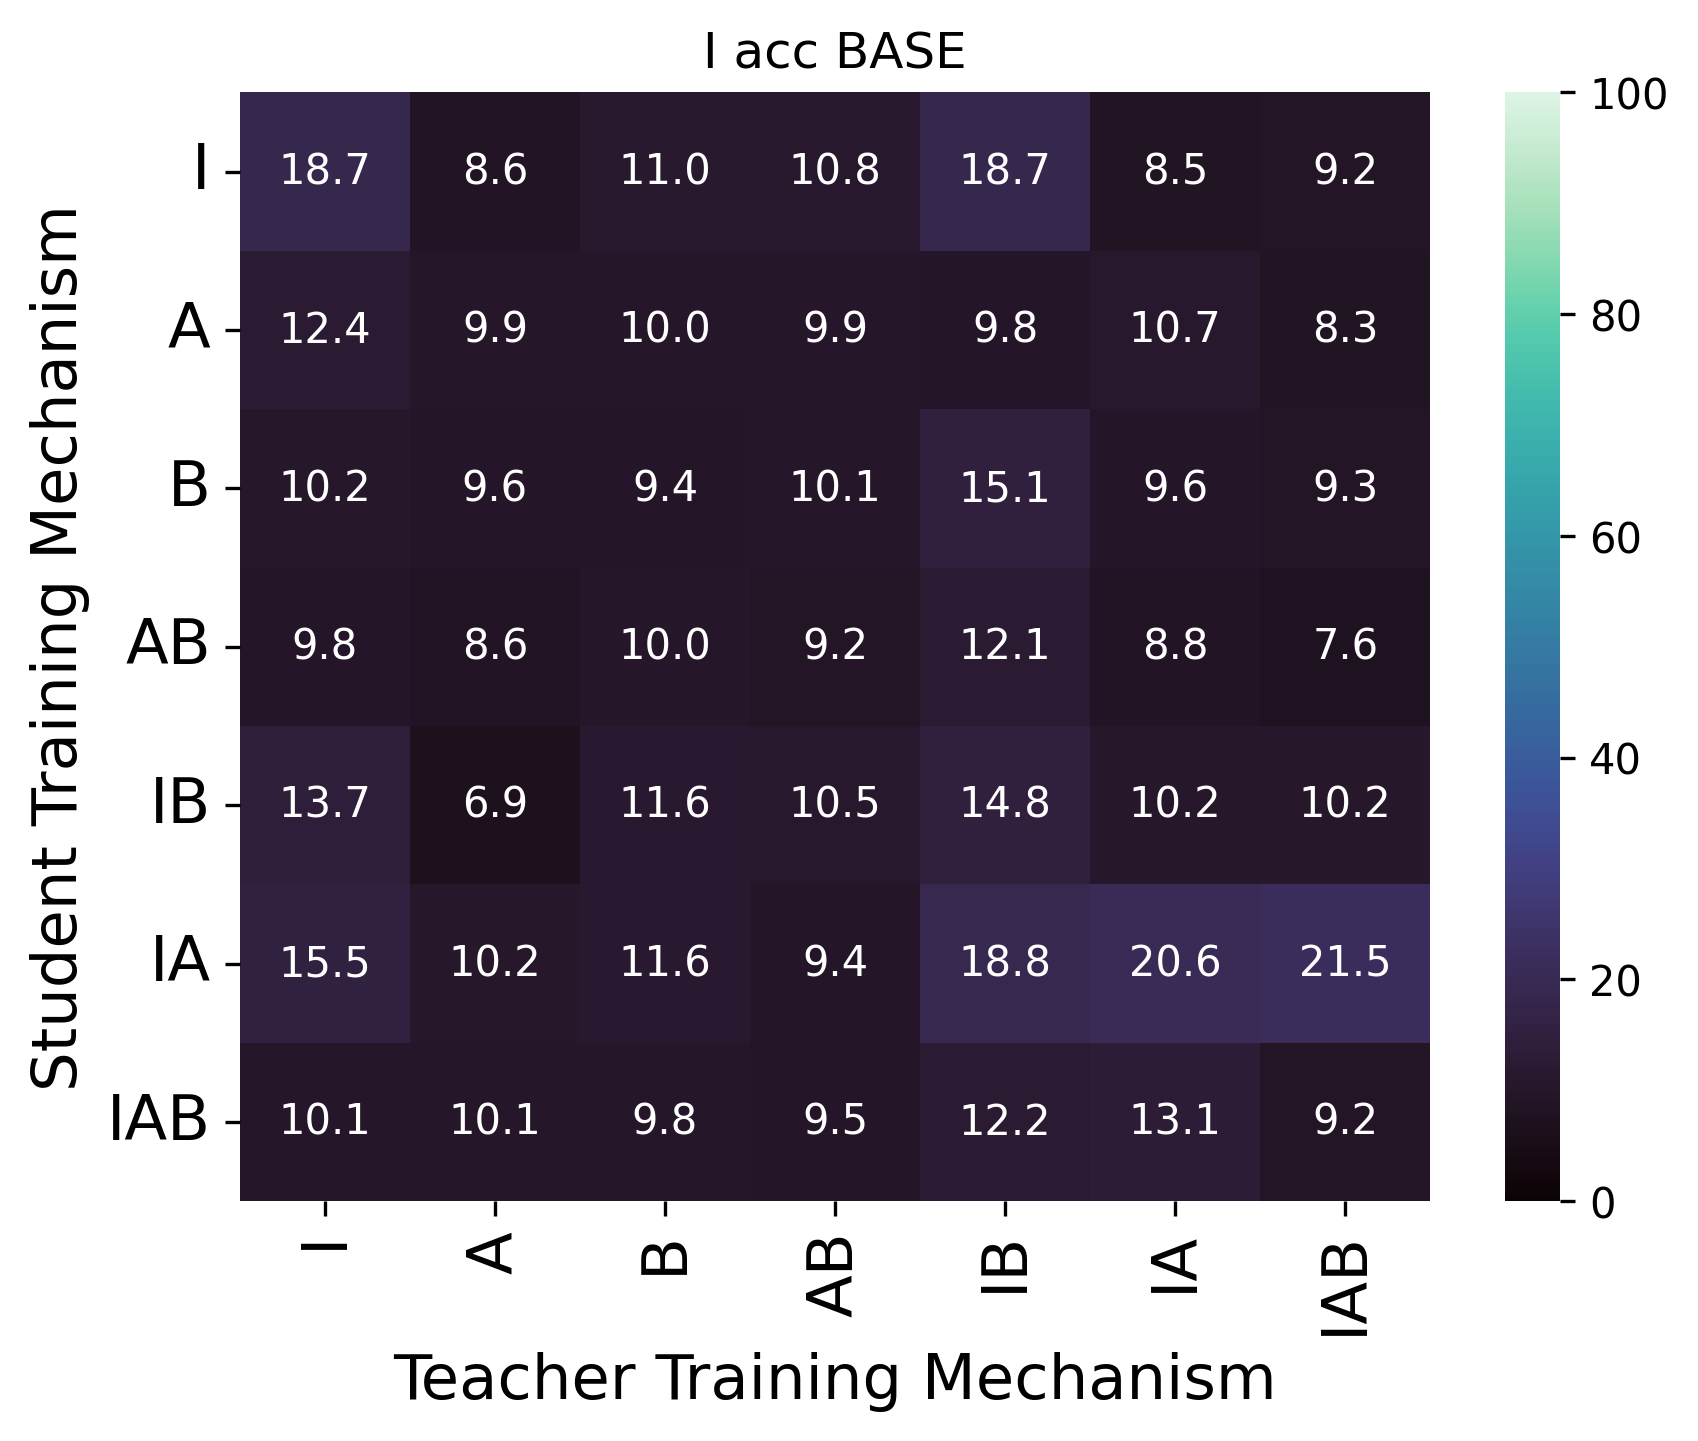 I acc BASE
Student Training Mechanism
I 18.7 8.6 11.0 10.8 18.7 8.5 9.2
A 12.4 9.9 10.0 9.9 9.8 10.7 8.3
B 10.2 9.6 9.4 10.1 15.1 9.6 9.3
AB 9.8 8.6 10.0 9.2 12.1 8.8 7.6
IB 13.7 6.9 11.6 10.5 14.8 10.2 10.2
IA 15.5 10.2 11.6 9.4 18.8 20.6 21.5
IAB 10.1 10.1 9.8 9.5 12.2 13.1 9.2
I A B AB IB IA IAB
Teacher Training Mechanism
100
80
60
40
20
0